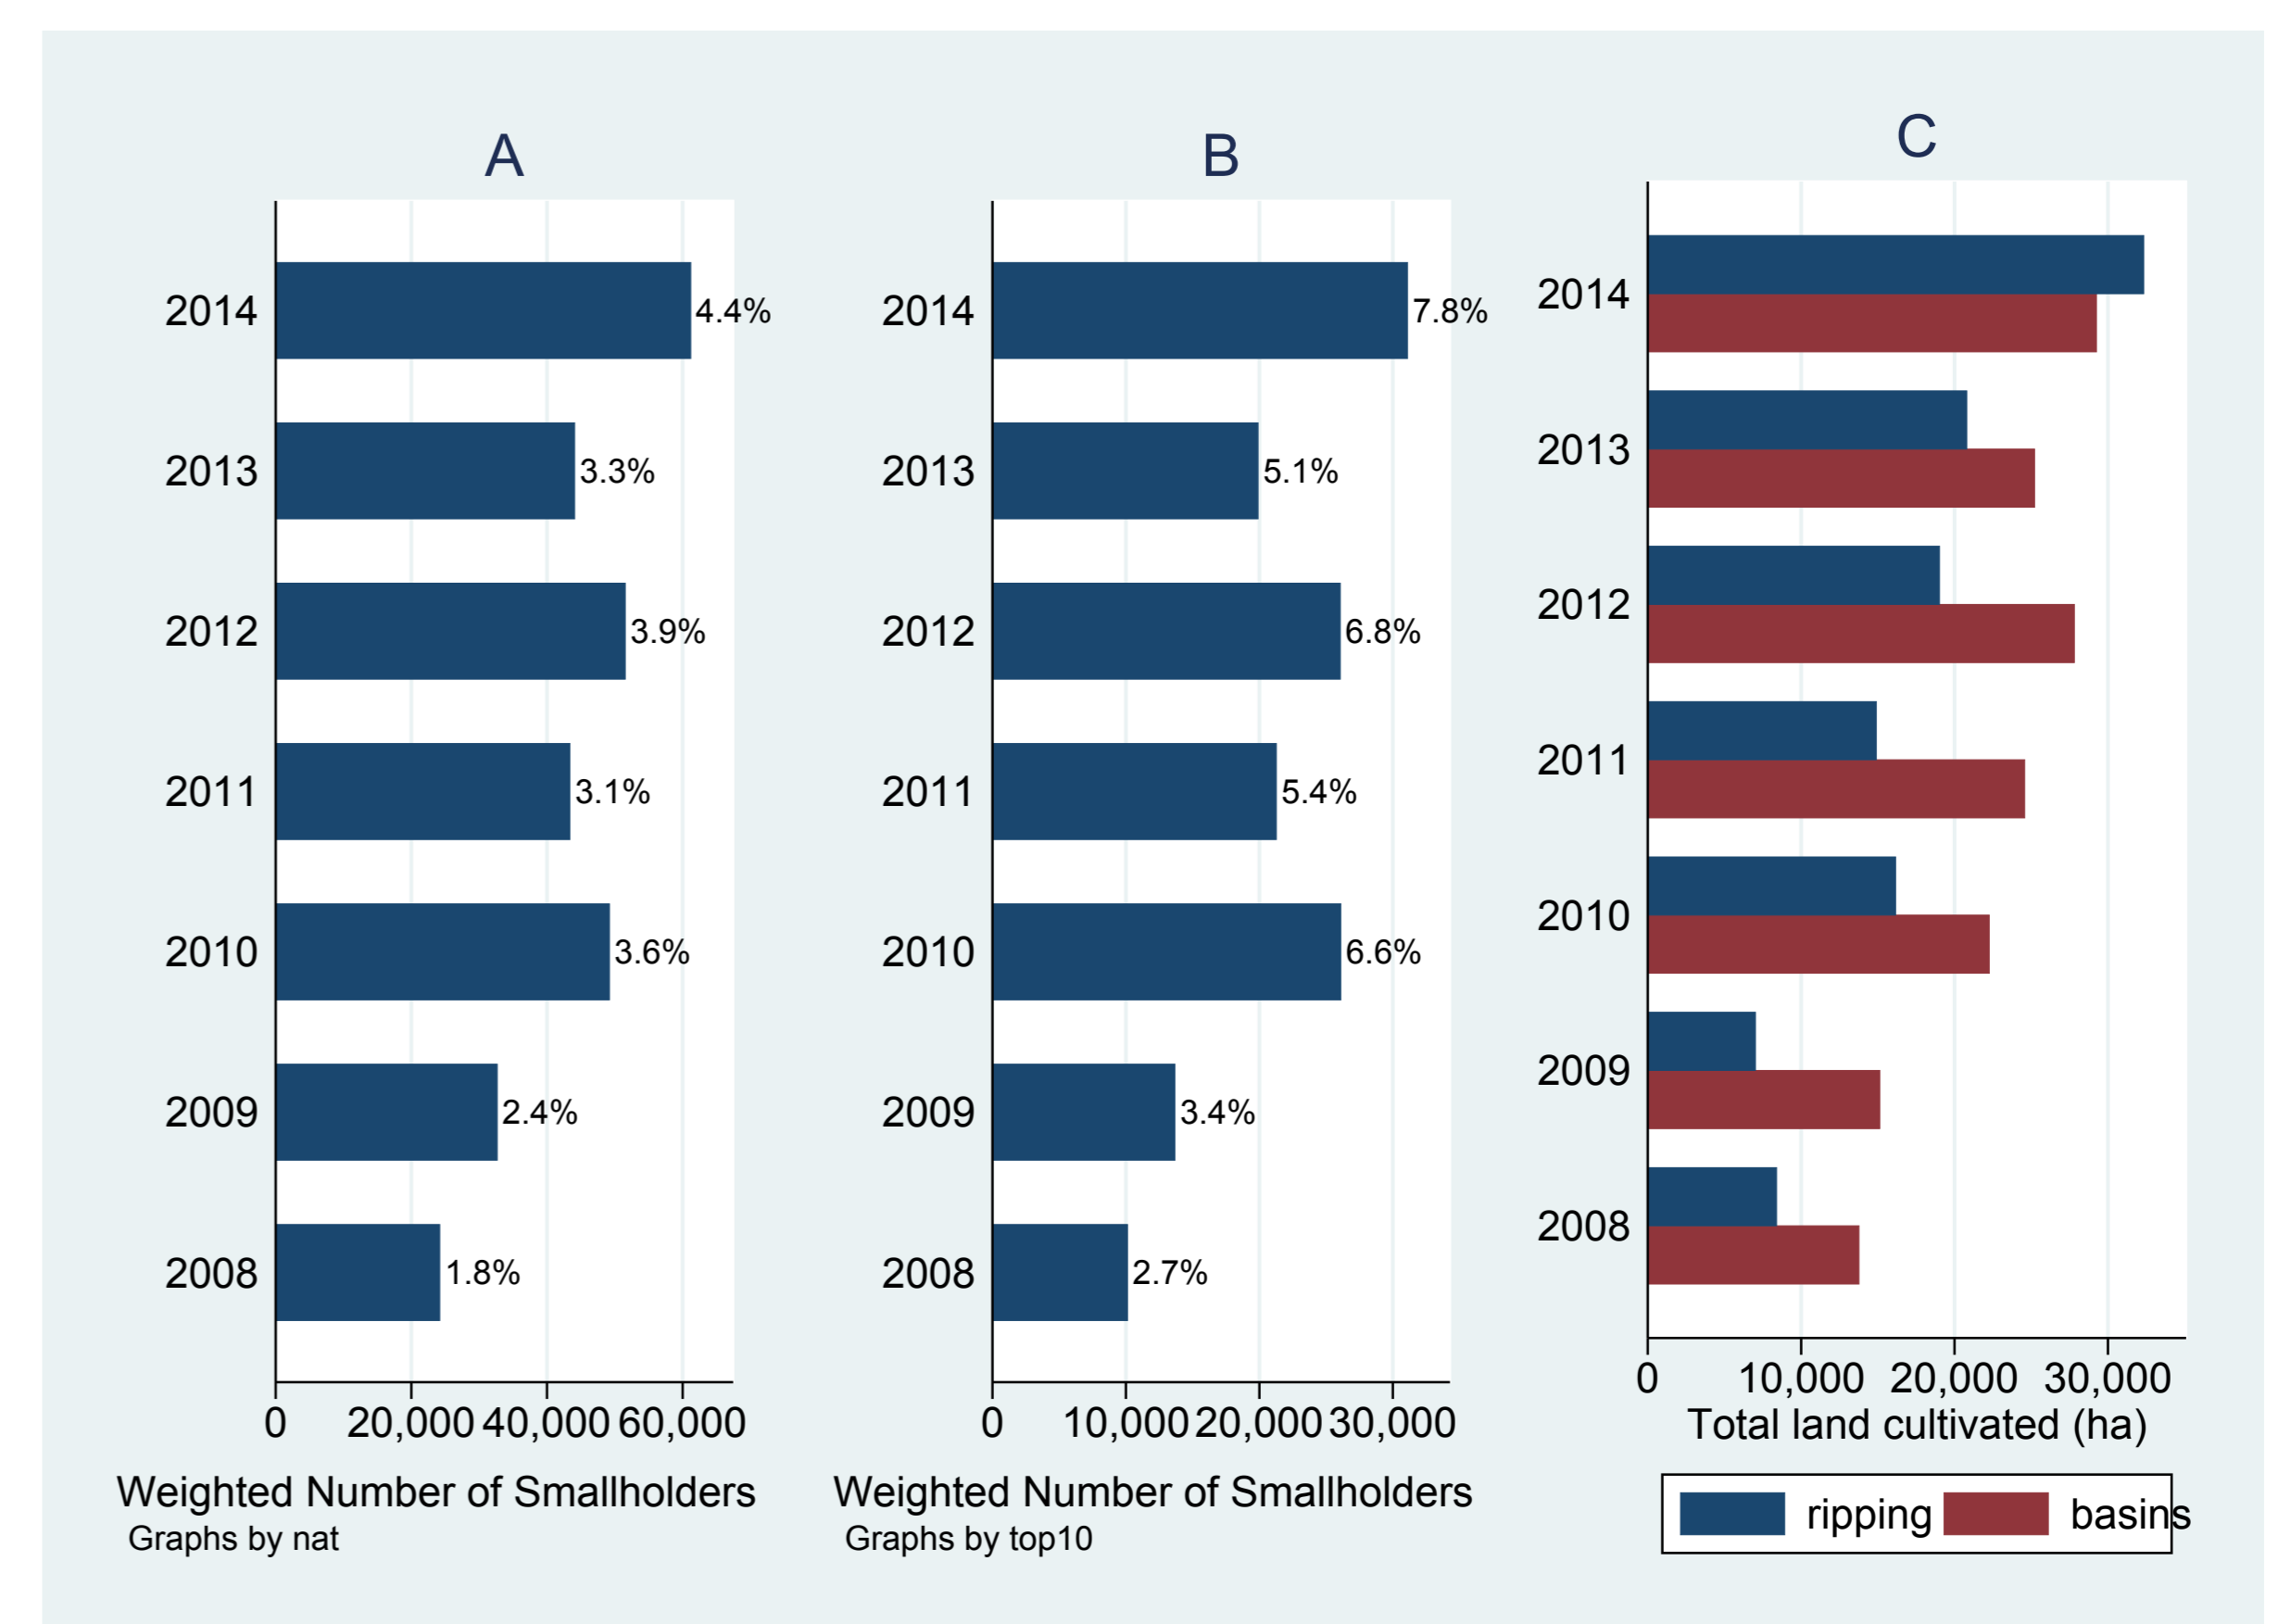 A
2014 4.4%
2013 3.3%
2012 3.9%
2011 3.1%
2010 3.6%
2009 2.4%
2008 1.8%
0 20,000 40,000 60,000
Weighted Number of Smallholders
Graphs by nat
B
2014 7.8%
2013 5.1%
2012 6.8%
2011 5.4%
2010 6.6%
2009 3.4%
2008 2.7%
0 10,000 20,000 30,000
Weighted Number of Smallholders
Graphs by top10
C
2014
2013
2012
2011
2010
2009
2008
0 10,000 20,000 30,000
Total land cultivated (ha)
ripping basins